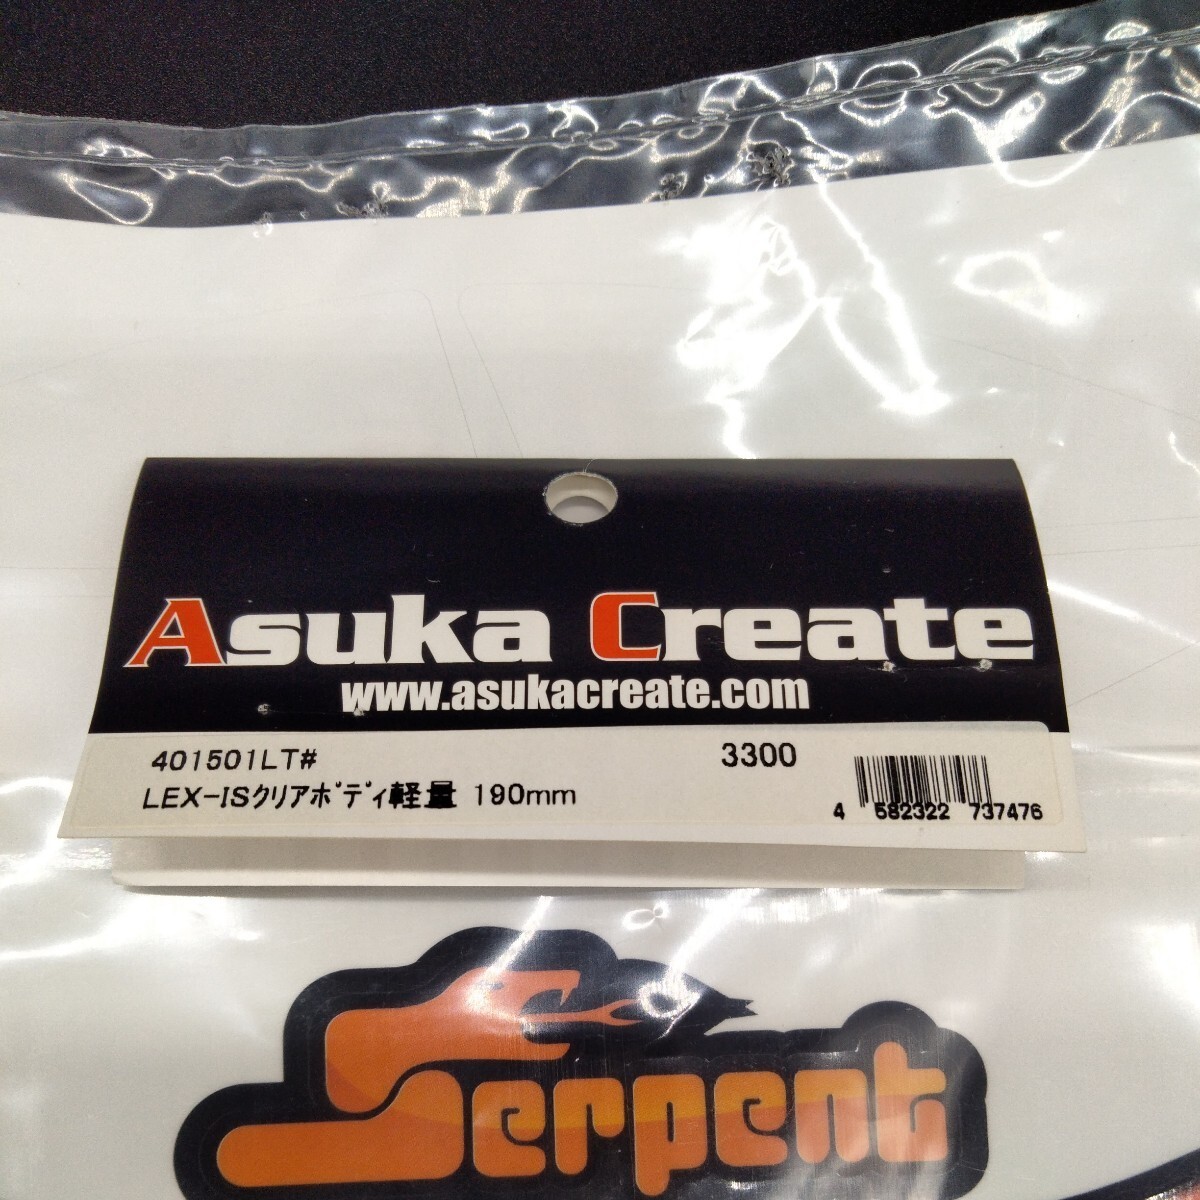 Asuka Create
www.asukacreate.com
401501LT# 3300
LEX-ISクリアボディ軽量 190mm
4 582322 737476
Serpent